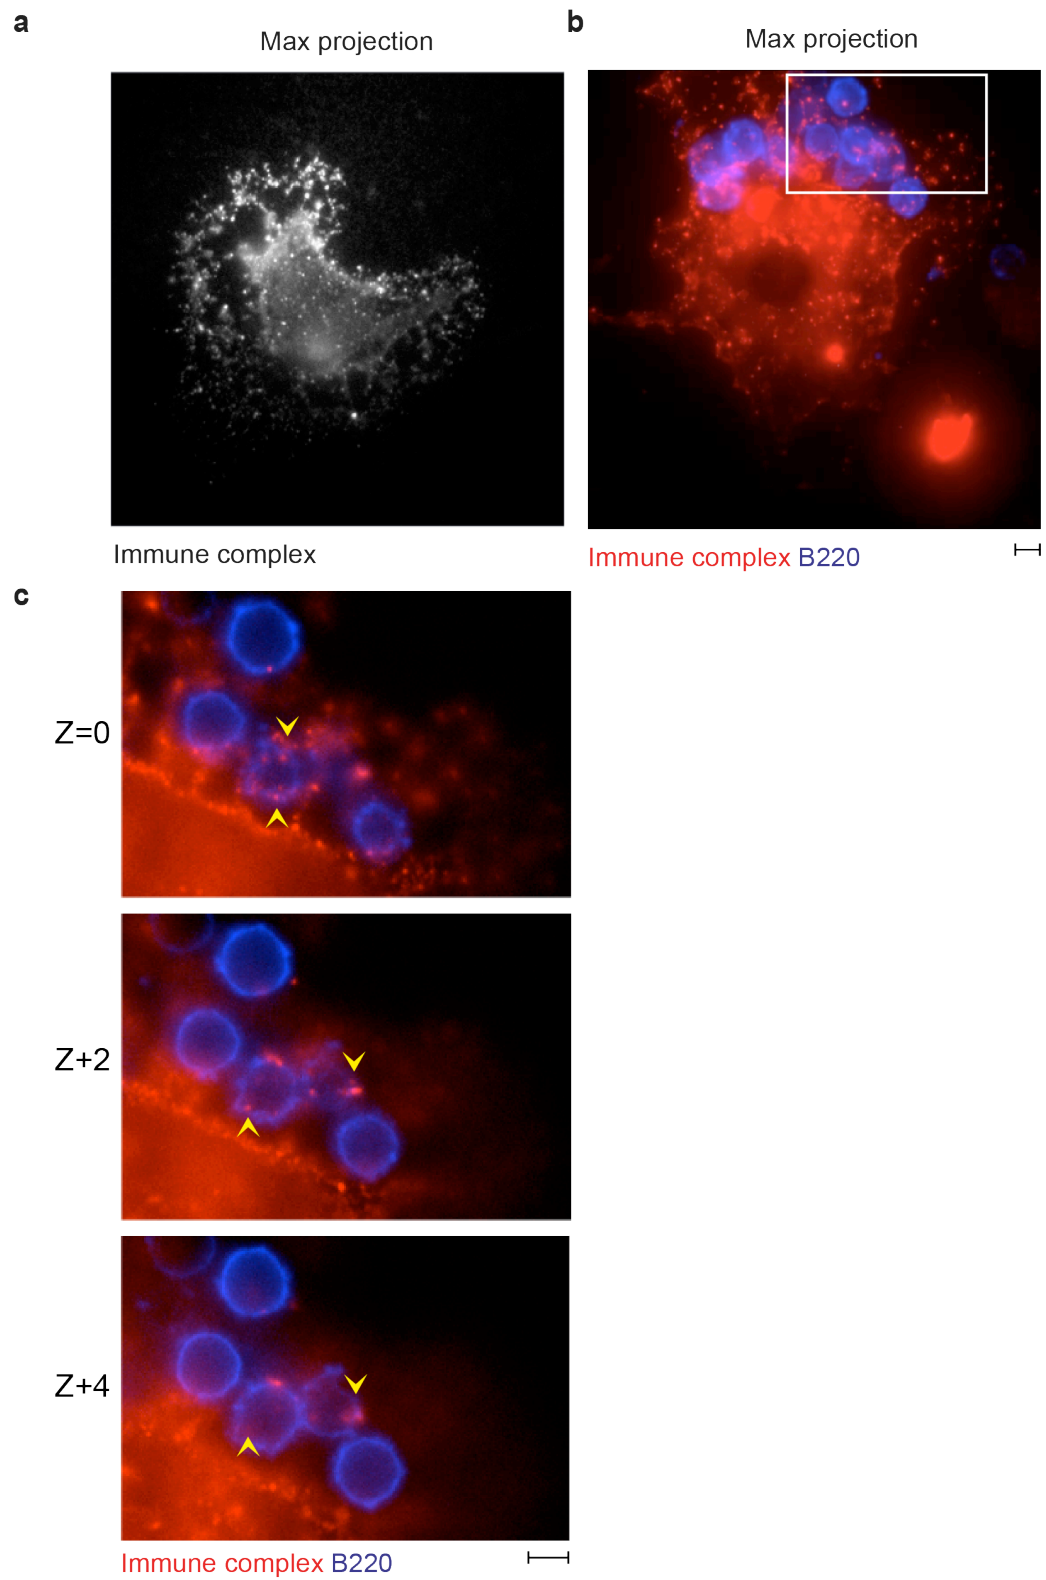 a
Max projection
Immune complex
b
Max projection
Immune complex B220
c
Z=0
Z+2
Z+4
Immune complex B220